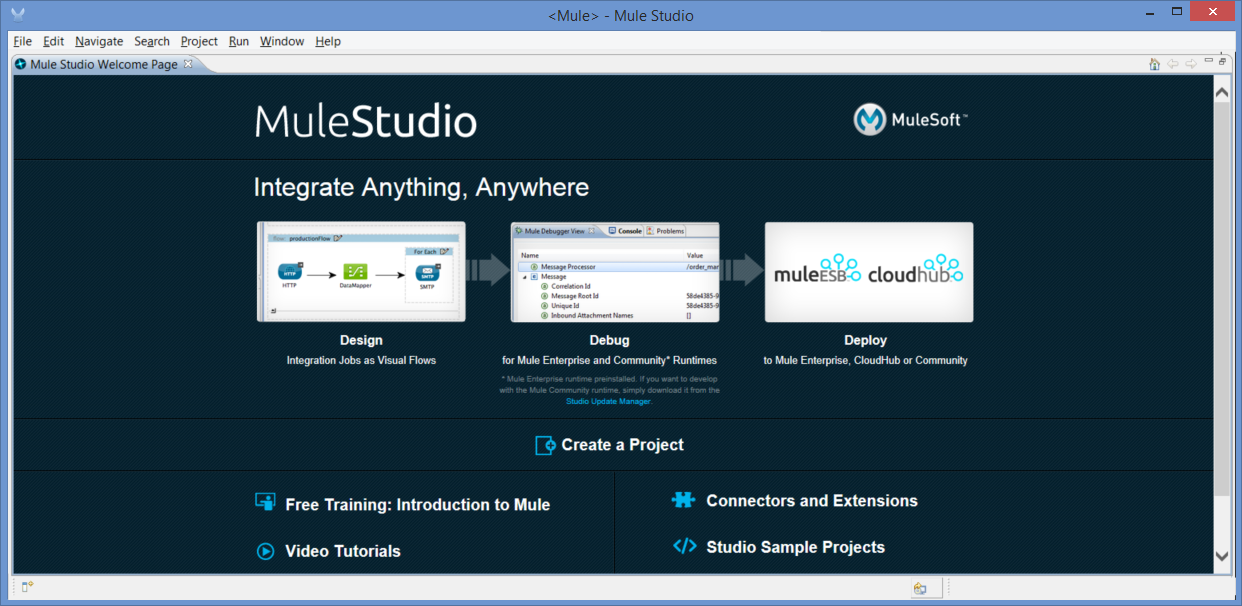 <Mule> - Mule Studio
File Edit Navigate Search Project Run Window Help
Mule Studio Welcome Page
MuleStudio
MuleSoft™
Integrate Anything, Anywhere
Flow productionFlow
For Each
HTTP
HTTP
DataMapper
SMTP
SMTP
Mule Debugger View Console Problems
Name Value
Message Processor /order_mar
Message
Correlation Id
Message Root Id 58de4385-9
Unique Id 58de4385-9
Inbound Attachment Names []
muleESB cloudhub
Design
Integration Jobs as Visual Flows
Debug
for Mule Enterprise and Community* Runtimes
* Mule Enterprise runtime preinstalled. If you want to develop
with the Mule Community runtime, simply download it from the
Studio Update Manager.
Deploy
to Mule Enterprise, CloudHub or Community
Create a Project
Free Training: Introduction to Mule
Video Tutorials
Connectors and Extensions
Studio Sample Projects